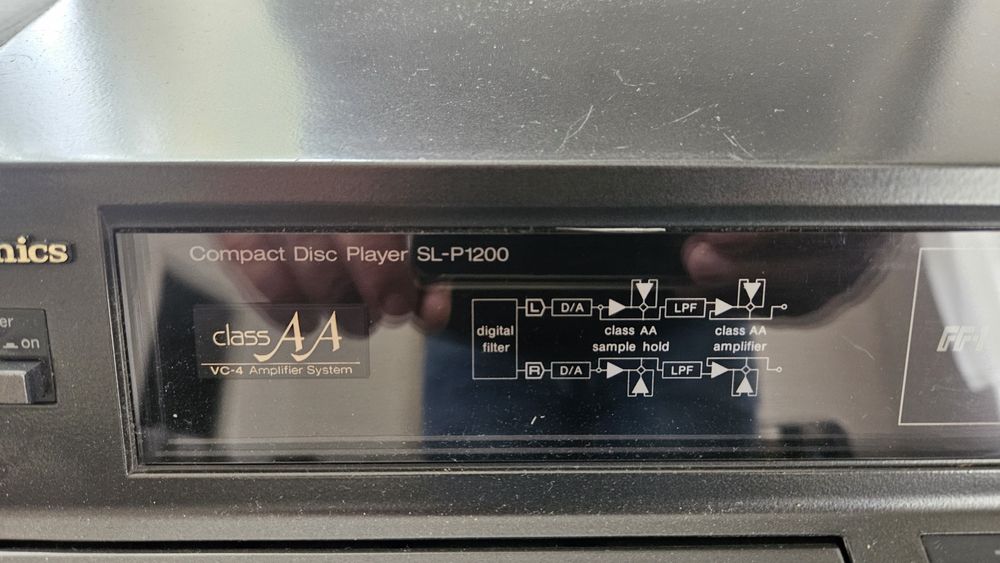 nics
Compact Disc Player SL-P1200
er
on
class AA
VC-4 Amplifier System
digital
filter
L D/A LPF
class AA
sample hold
class AA
amplifier
R D/A LPF